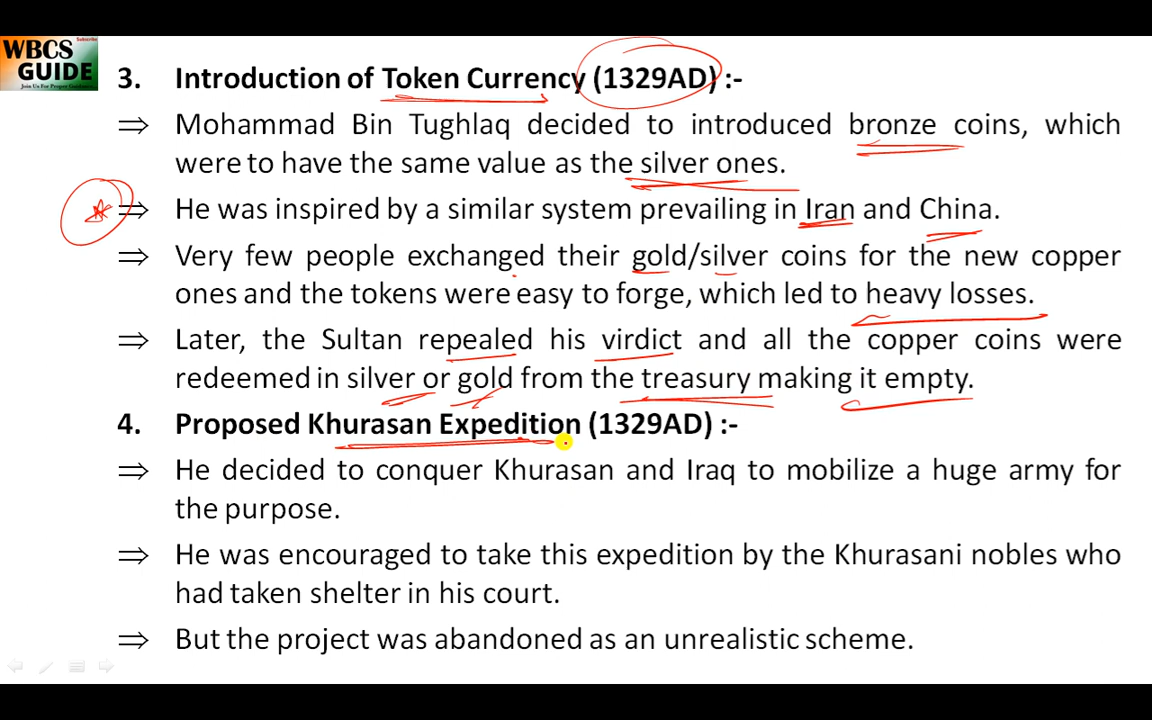 Subscribe
WBCS
GUIDE
3. Introduction of Token Currency (1329AD) :-
⇒ Mohammad Bin Tughlaq decided to introduced bronze coins, which
were to have the same value as the silver ones.
⇒ He was inspired by a similar system prevailing in Iran and China.
⇒ Very few people exchanged their gold/silver coins for the new copper
ones and the tokens were easy to forge, which led to heavy losses.
⇒ Later, the Sultan repealed his virdict and all the copper coins were
redeemed in silver or gold from the treasury making it empty.
4. Proposed Khurasan Expedition (1329AD) :-
⇒ He decided to conquer Khurasan and Iraq to mobilize a huge army for
the purpose.
⇒ He was encouraged to take this expedition by the Khurasani nobles who
had taken shelter in his court.
⇒ But the project was abandoned as an unrealistic scheme.